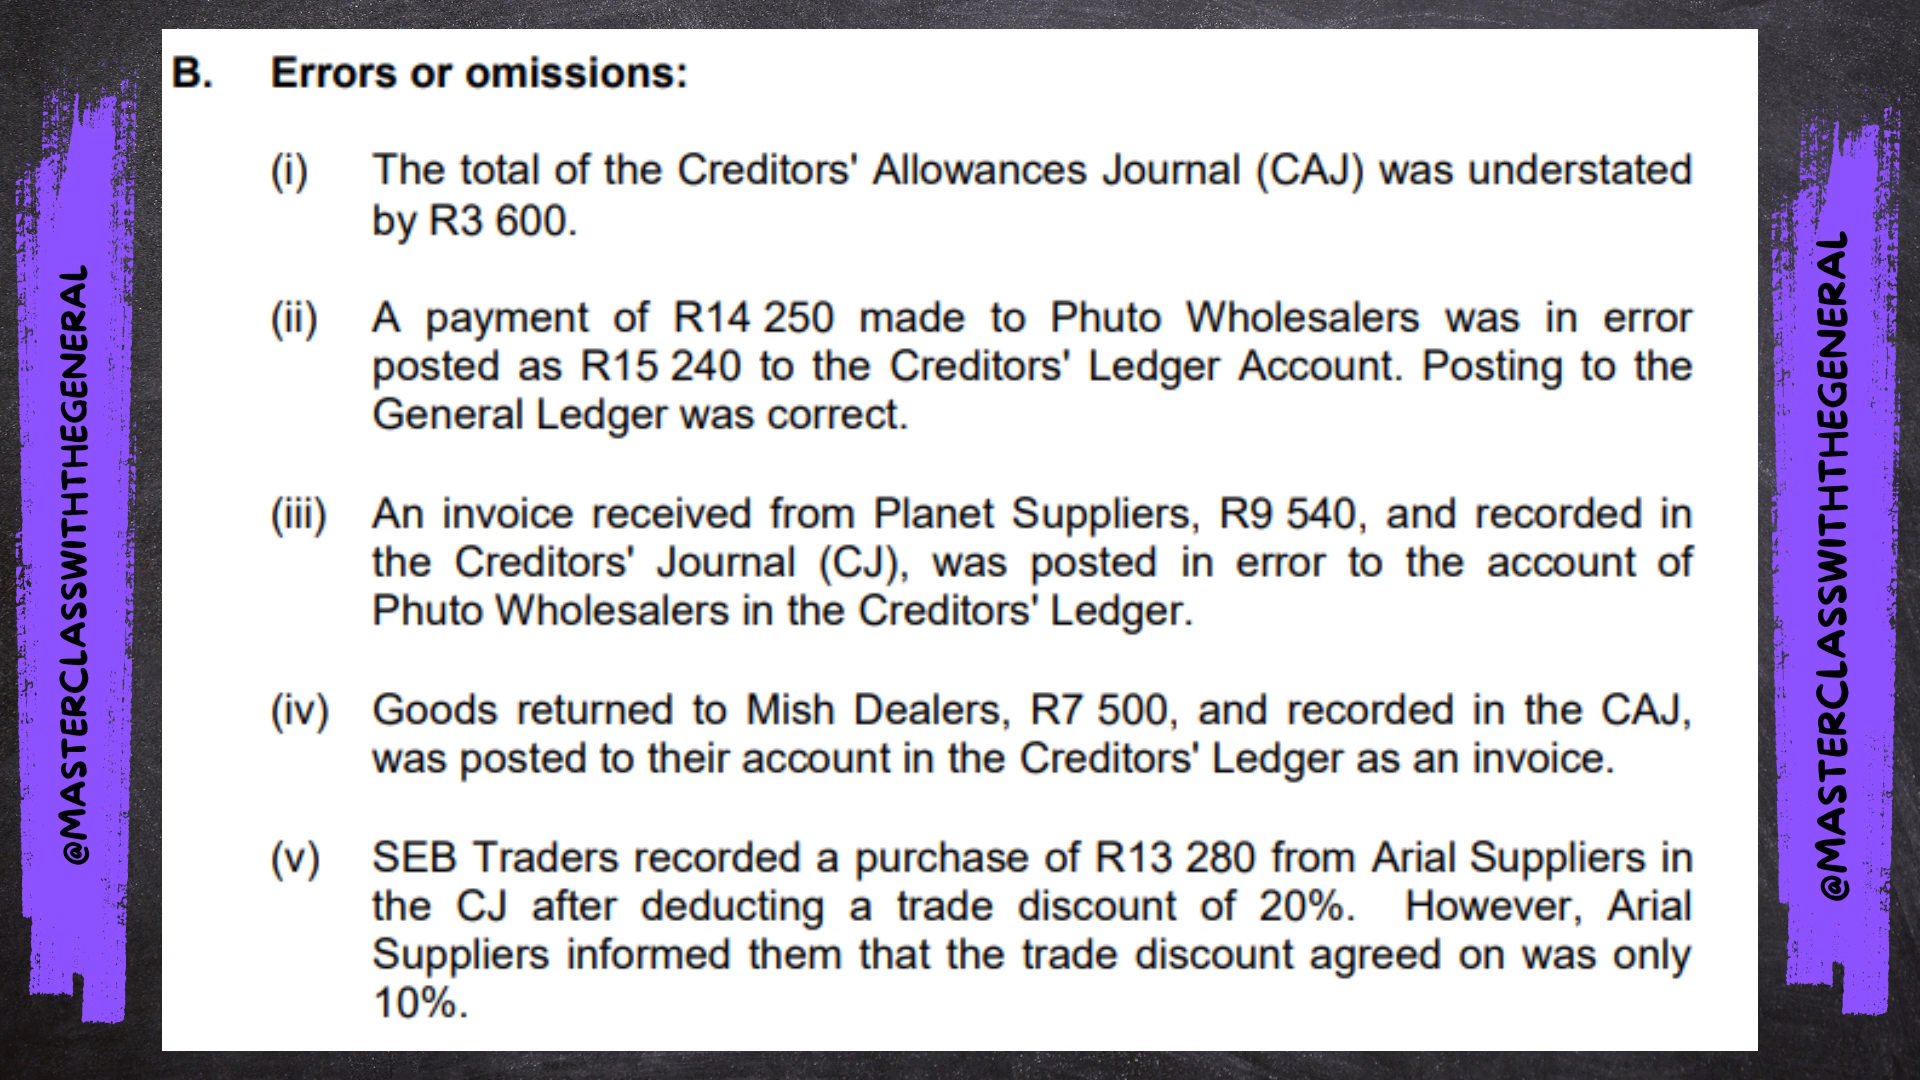 B. Errors or omissions:
(i) The total of the Creditors' Allowances Journal (CAJ) was understated
by R3 600.
(ii) A payment of R14 250 made to Phuto Wholesalers was in error
posted as R15 240 to the Creditors' Ledger Account. Posting to the
General Ledger was correct.
(iii) An invoice received from Planet Suppliers, R9 540, and recorded in
the Creditors' Journal (CJ), was posted in error to the account of
Phuto Wholesalers in the Creditors' Ledger.
(iv) Goods returned to Mish Dealers, R7 500, and recorded in the CAJ,
was posted to their account in the Creditors' Ledger as an invoice.
(v) SEB Traders recorded a purchase of R13 280 from Arial Suppliers in
the CJ after deducting a trade discount of 20%. However, Arial
Suppliers informed them that the trade discount agreed on was only
10%.
@MASTERCLASSWITHTHEGENERAL
@MASTERCLASSWITHTHEGENERAL